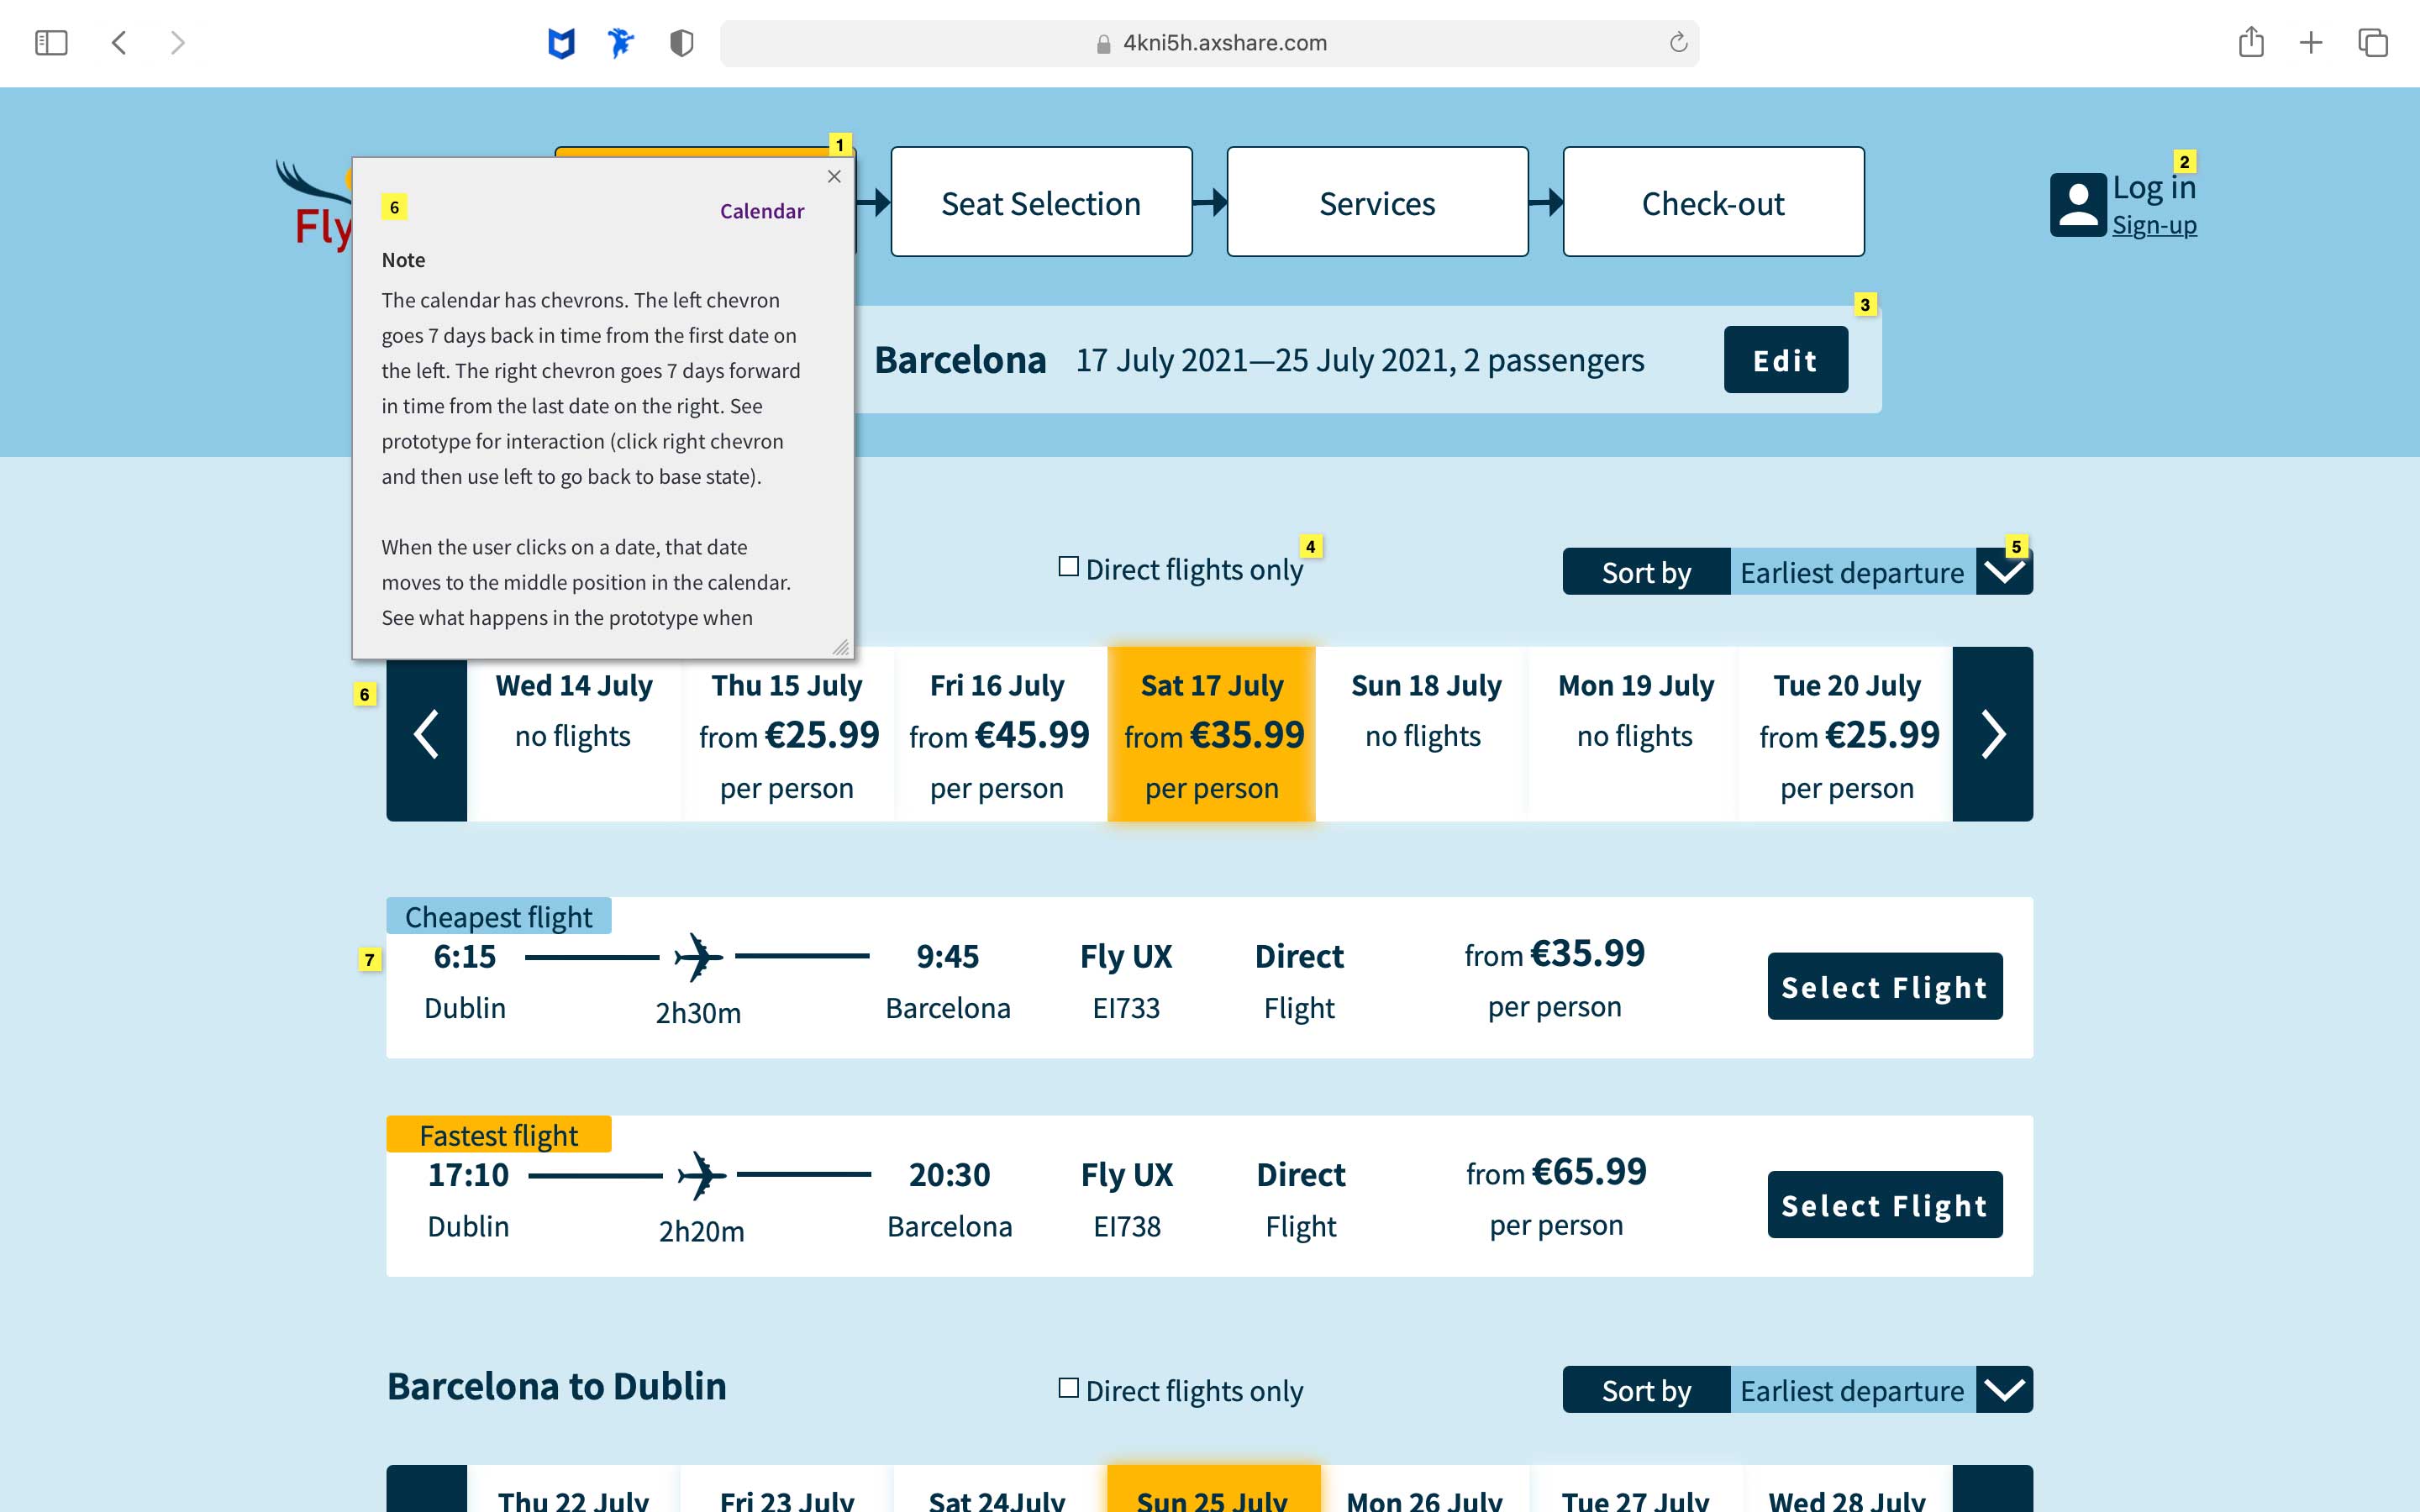 4kni5h.axshare.com
1
2
Fly
Seat Selection
Services
Check-out
Log in
Sign-up
6
Calendar
Note
The calendar has chevrons. The left chevron
goes 7 days back in time from the first date on
the left. The right chevron goes 7 days forward
in time from the last date on the right. See
prototype for interaction (click right chevron
and then use left to go back to base state).
When the user clicks on a date, that date
moves to the middle position in the calendar.
See what happens in the prototype when
3
Barcelona 17 July 2021—25 July 2021, 2 passengers
Edit
4
Direct flights only
5
Sort by Earliest departure
6
Wed 14 July
no flights
Thu 15 July
from €25.99
per person
Fri 16 July
from €45.99
per person
Sat 17 July
from €35.99
per person
Sun 18 July
no flights
Mon 19 July
no flights
Tue 20 July
from €25.99
per person
Cheapest flight
7
6:15
Dublin
2h30m
9:45
Barcelona
Fly UX
EI733
Direct
Flight
from €35.99
per person
Select Flight
Fastest flight
17:10
Dublin
2h20m
20:30
Barcelona
Fly UX
EI738
Direct
Flight
from €65.99
per person
Select Flight
Barcelona to Dublin
Direct flights only
Sort by Earliest departure
Thu 22 July
Fri 23 July
Sat 24July
Sun 25 July
Mon 26 July
Tue 27 July
Wed 28 July